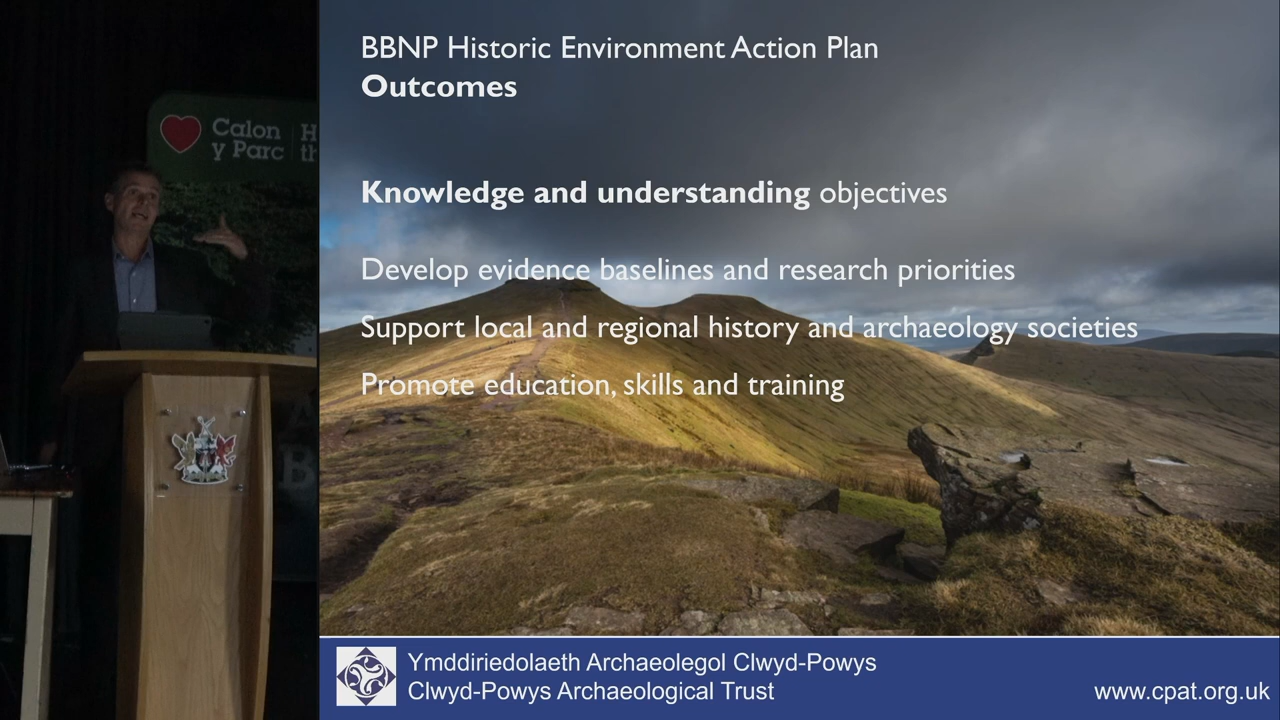 BBNP Historic Environment Action Plan
Outcomes
Knowledge and understanding objectives
Develop evidence baselines and research priorities
Support local and regional history and archaeology societies
Promote education, skills and training
Calon
y Parc
Ymddiriedolaeth Archaeolegol Clwyd-Powys
Clwyd-Powys Archaeological Trust
www.cpat.org.uk